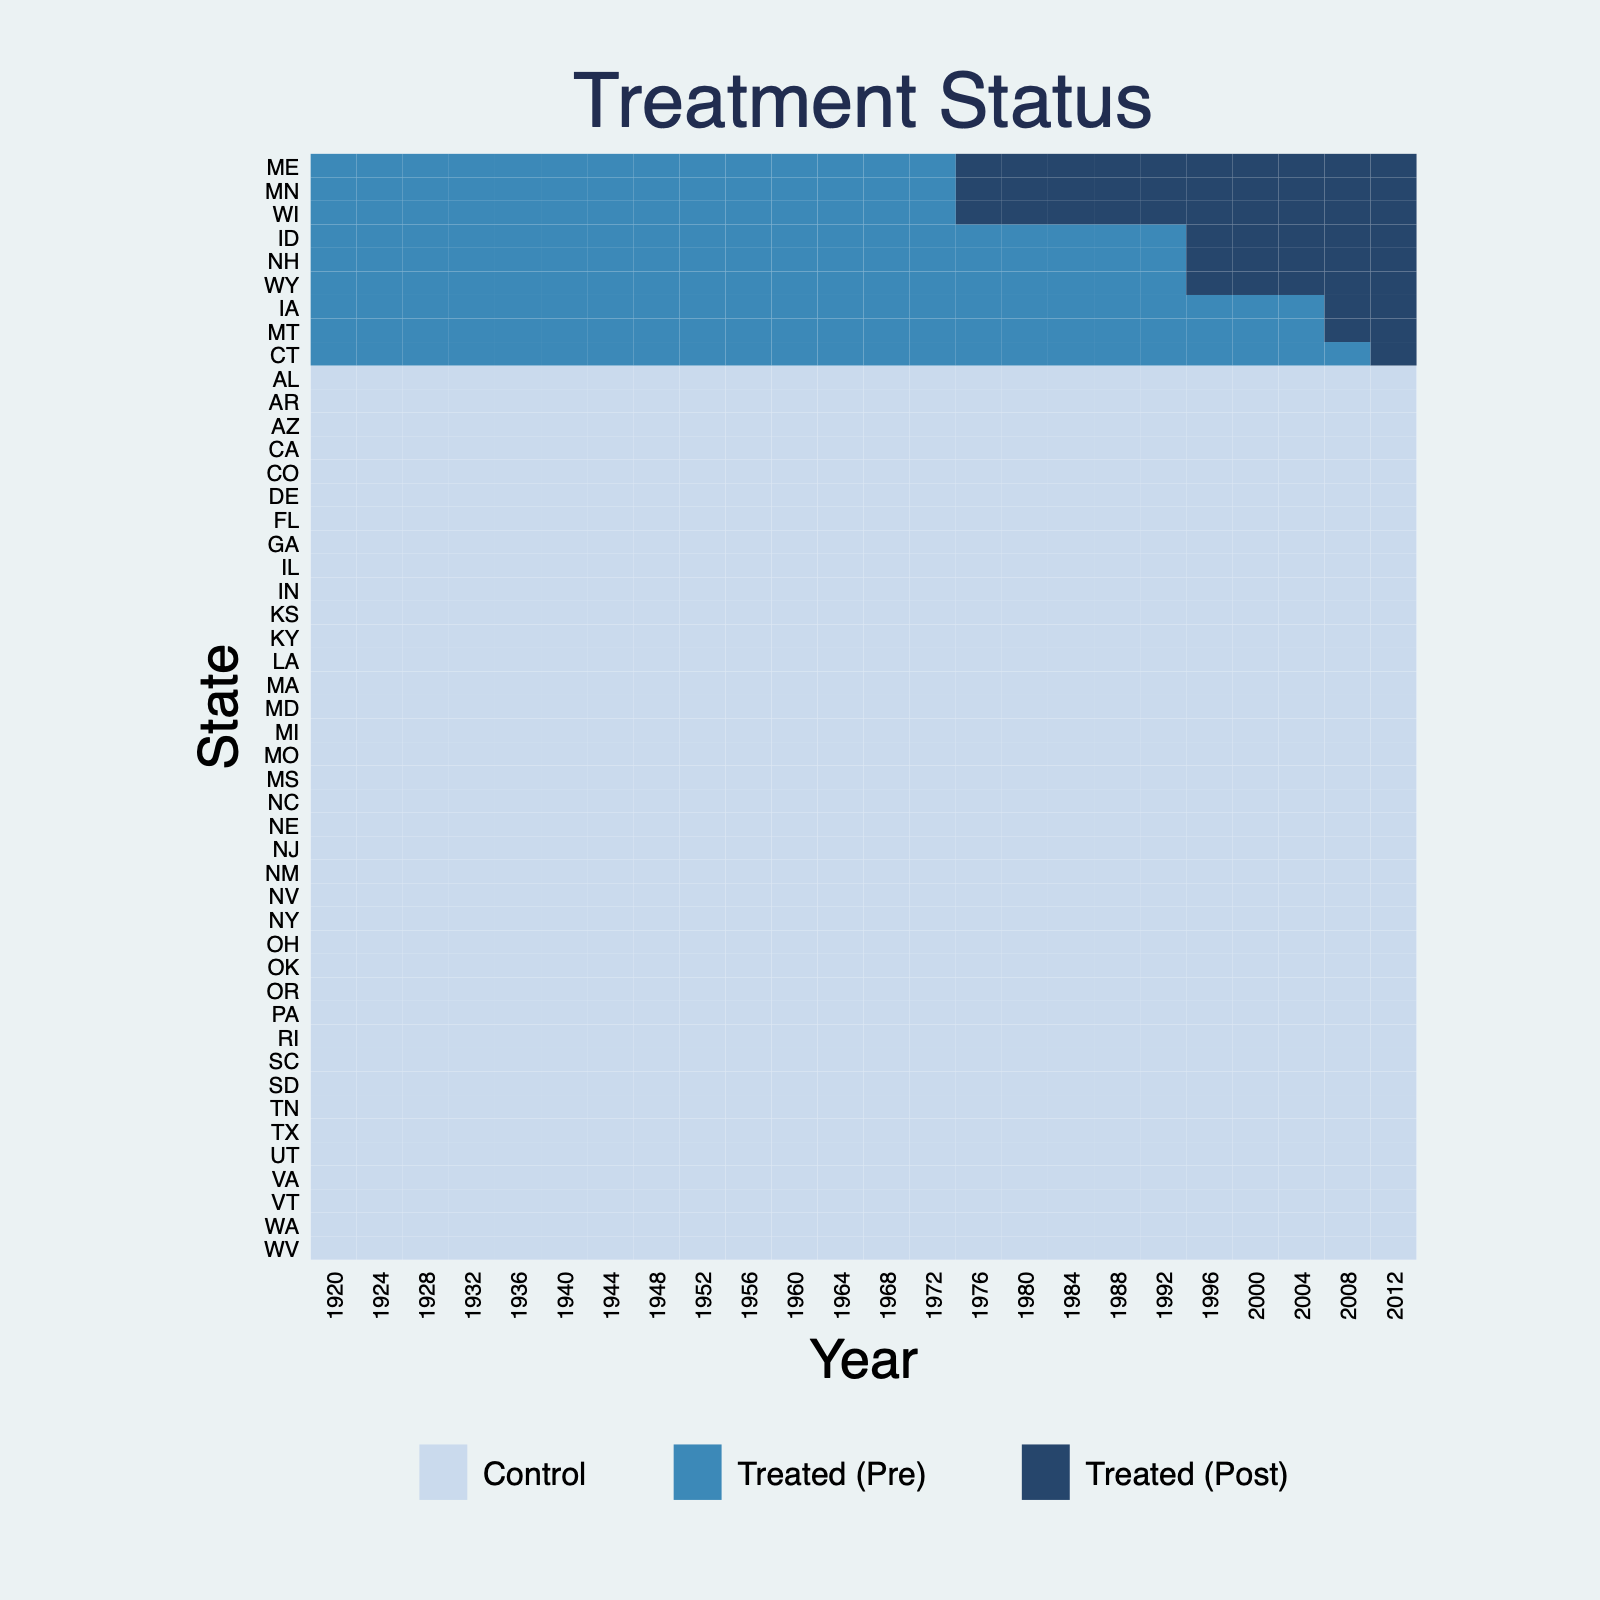 Treatment Status
ME
MN
WI
ID
NH
WY
IA
MT
CT
AL
AR
AZ
CA
CO
DE
FL
GA
IL
IN
KS
KY
LA
MA
MD
MI
MO
MS
NC
NE
NJ
NM
NV
NY
OH
OK
OR
PA
RI
SC
SD
TN
TX
UT
VA
VT
WA
WV
State
1920 1924 1928 1932 1936 1940 1944 1948 1952 1956 1960 1964 1968 1972 1976 1980 1984 1988 1992 1996 2000 2004 2008 2012
Year
Control Treated (Pre) Treated (Post)